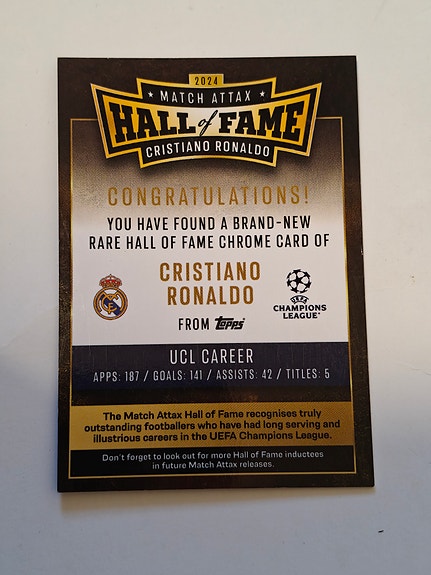 2024
MATCH ATTAX
HALL of FAME
CRISTIANO RONALDO
CONGRATULATIONS!
YOU HAVE FOUND A BRAND-NEW
RARE HALL OF FAME CHROME CARD OF
CRISTIANO
RONALDO
UEFA
CHAMPIONS
LEAGUE
FROM Topps
UCL CAREER
APPS: 187 / GOALS: 141 / ASSISTS: 42 / TITLES: 5
The Match Attax Hall of Fame recognises truly
outstanding footballers who have had long serving and
illustrious careers in the UEFA Champions League.
Don't forget to look out for more Hall of Fame inductees
in future Match Attax releases.